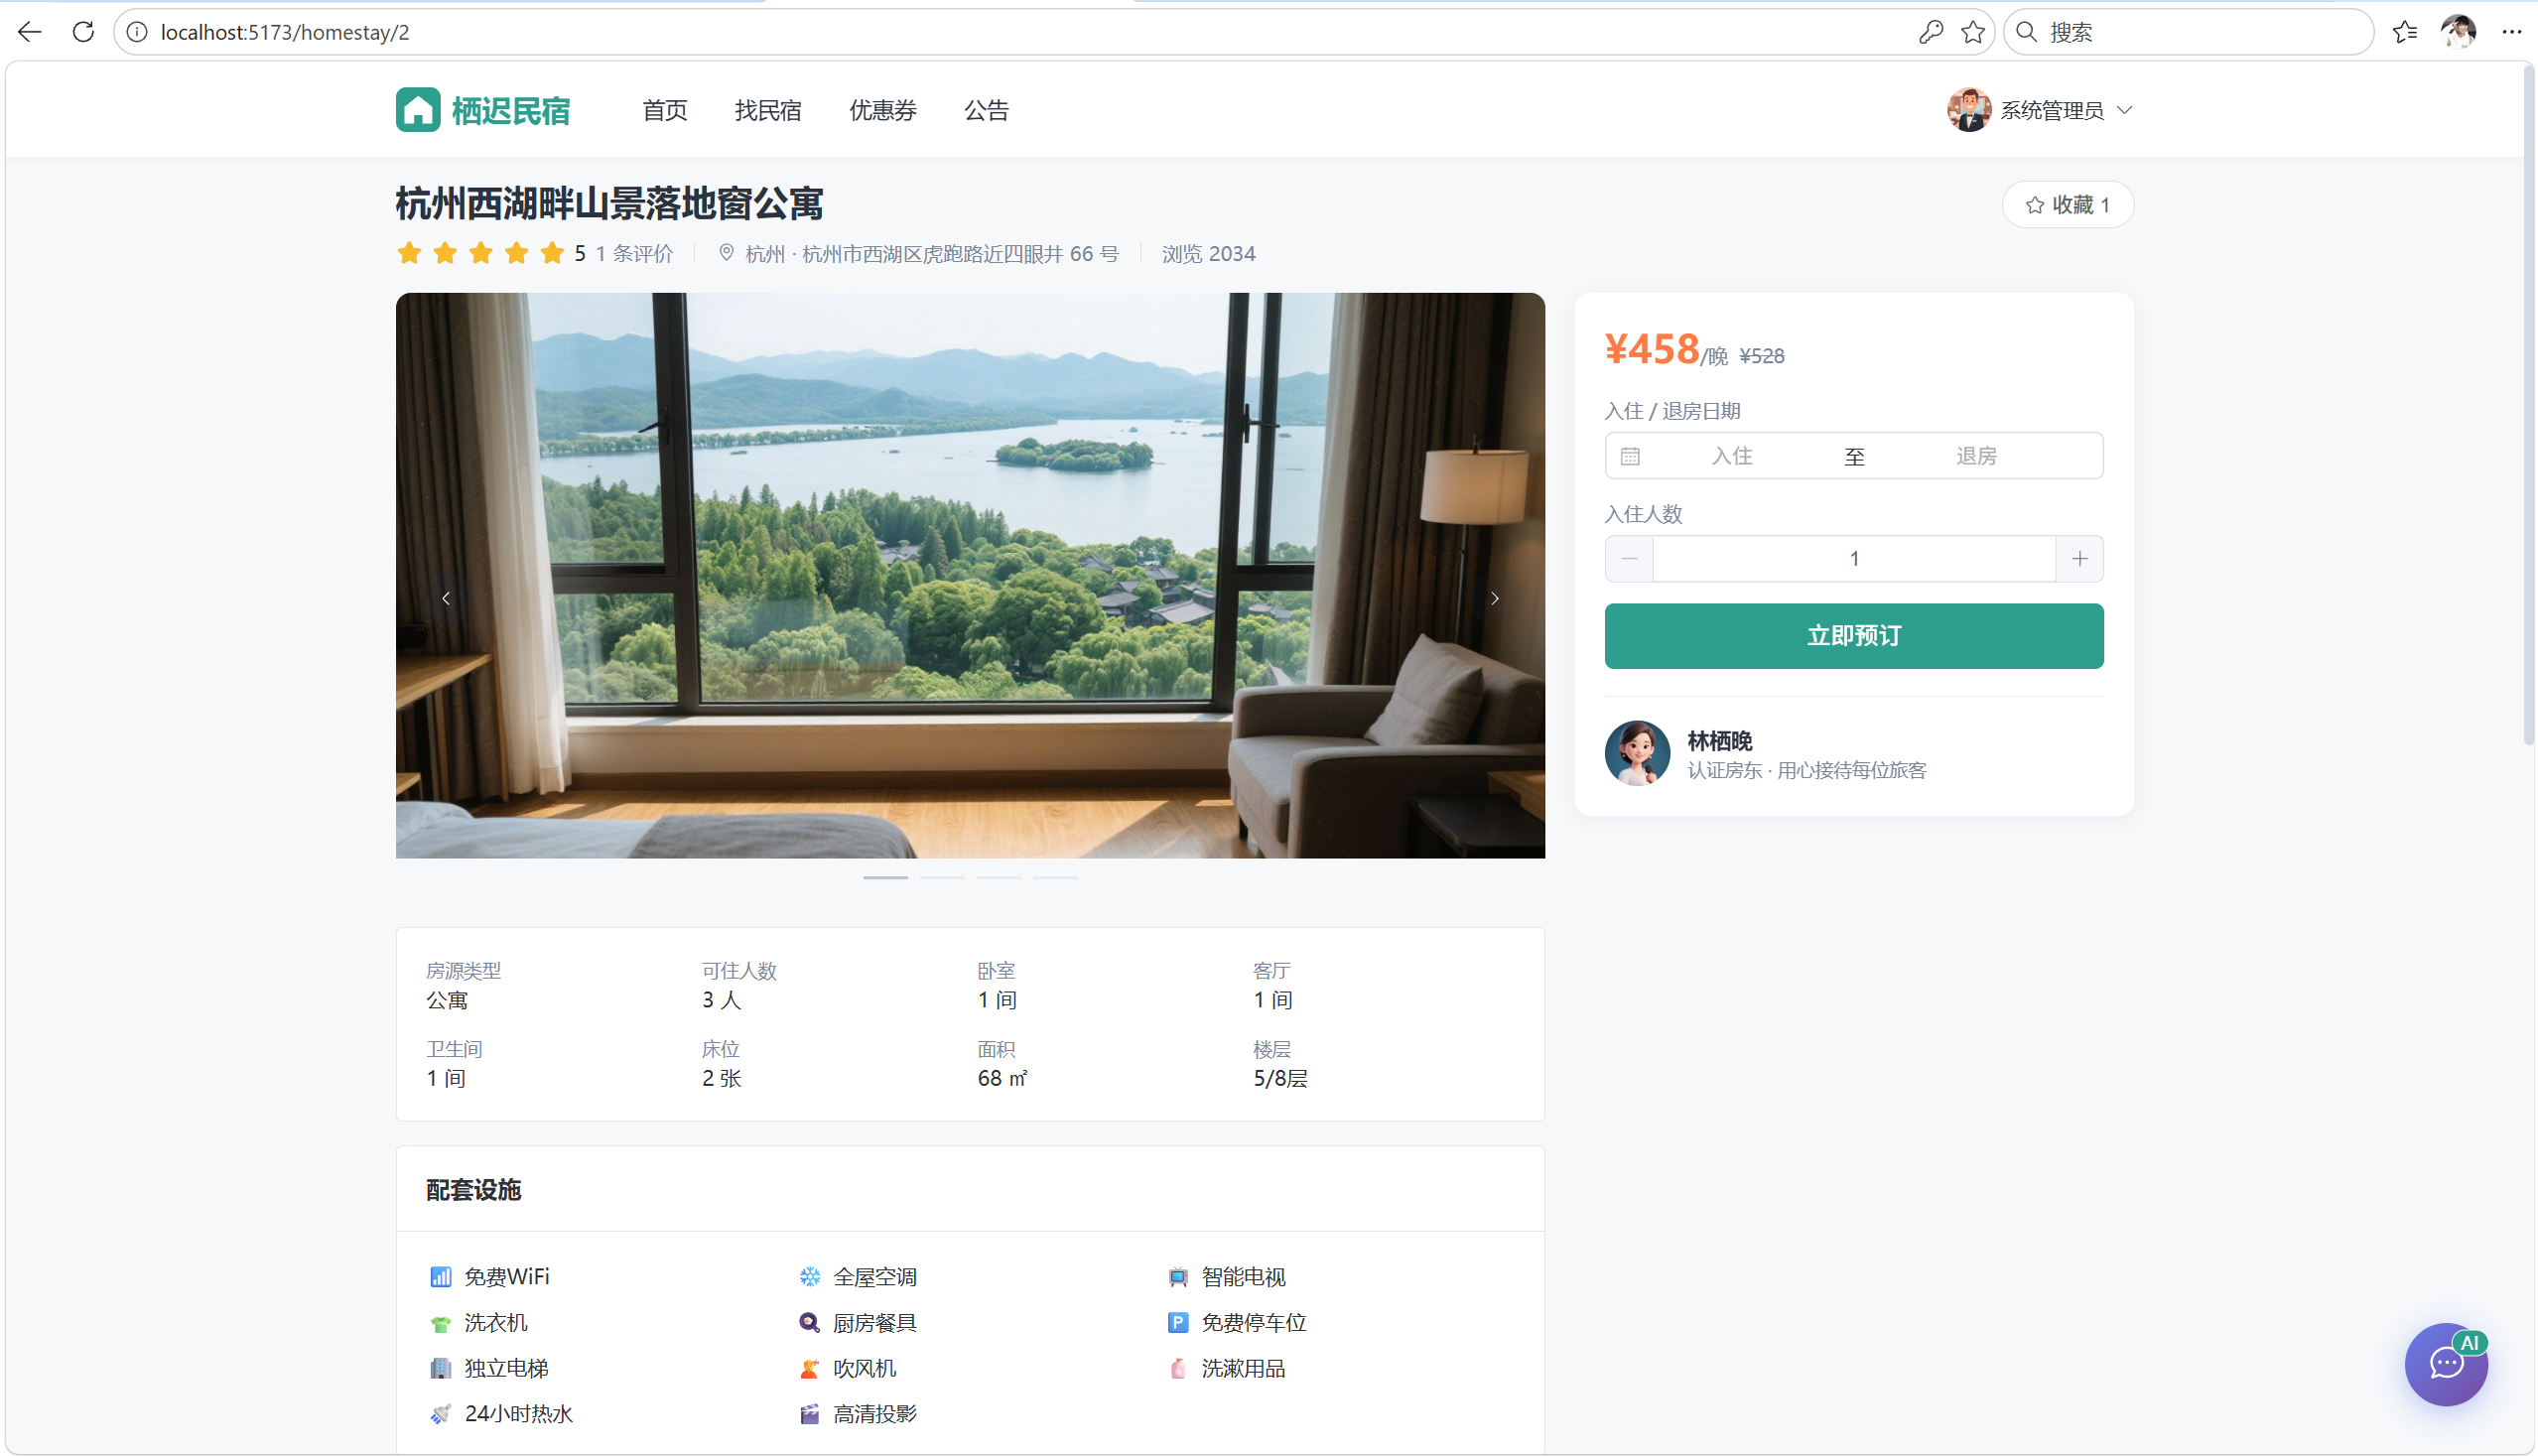 localhost:5173/homestay/2
搜索
栖迟民宿 首页 找民宿 优惠券 公告 系统管理员
杭州西湖畔山景落地窗公寓
收藏 1
5 1 条评价 杭州 · 杭州市西湖区虎跑路近四眼井 66 号 浏览 2034
¥458/晚 ¥528
入住 / 退房日期
入住 至 退房
入住人数
1
立即预订
林栖晚
认证房东 · 用心接待每位旅客
房源类型 可住人数 卧室 客厅
公寓 3 人 1 间 1 间
卫生间 床位 面积 楼层
1 间 2 张 68 ㎡ 5/8层
配套设施
免费WiFi 全屋空调 智能电视
洗衣机 厨房餐具 P 免费停车位
独立电梯 吹风机 洗漱用品
24小时热水 高清投影
AI